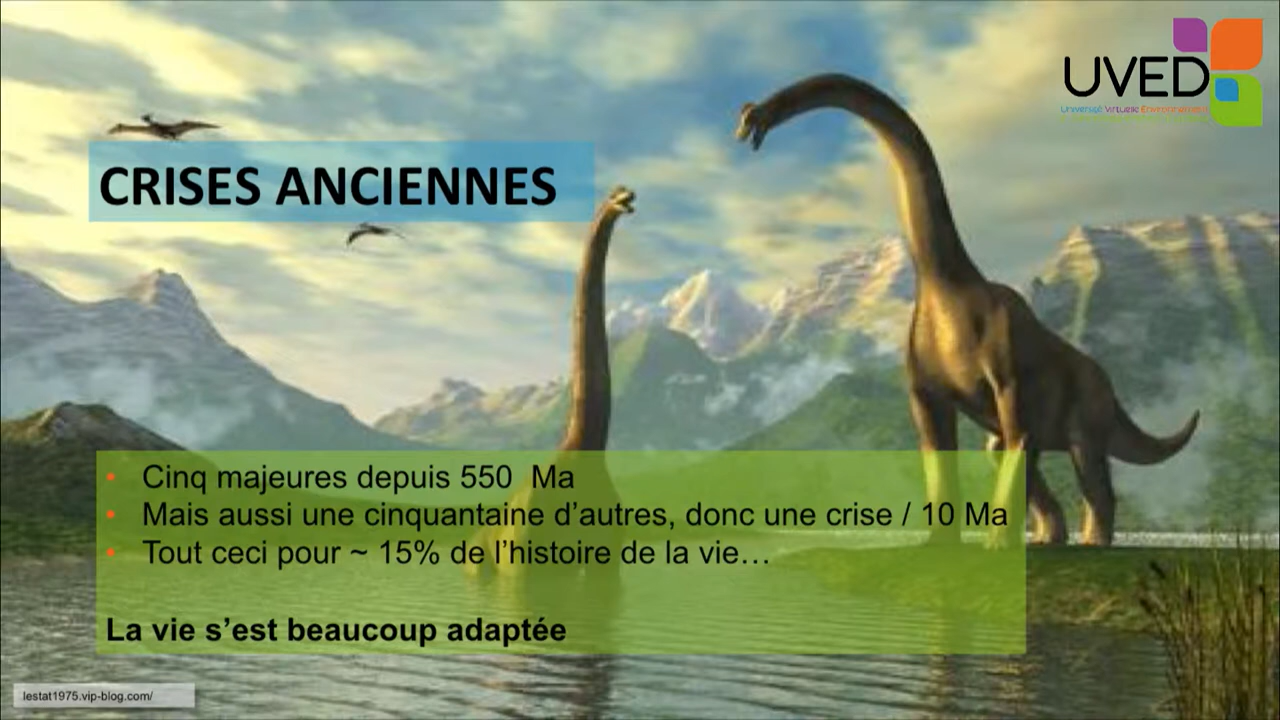 UVED
Université Virtuelle Environnement
CRISES ANCIENNES
• Cinq majeures depuis 550 Ma
• Mais aussi une cinquantaine d’autres, donc une crise / 10 Ma
• Tout ceci pour ~ 15% de l’histoire de la vie…
La vie s’est beaucoup adaptée
lestat1975.vip-blog.com/